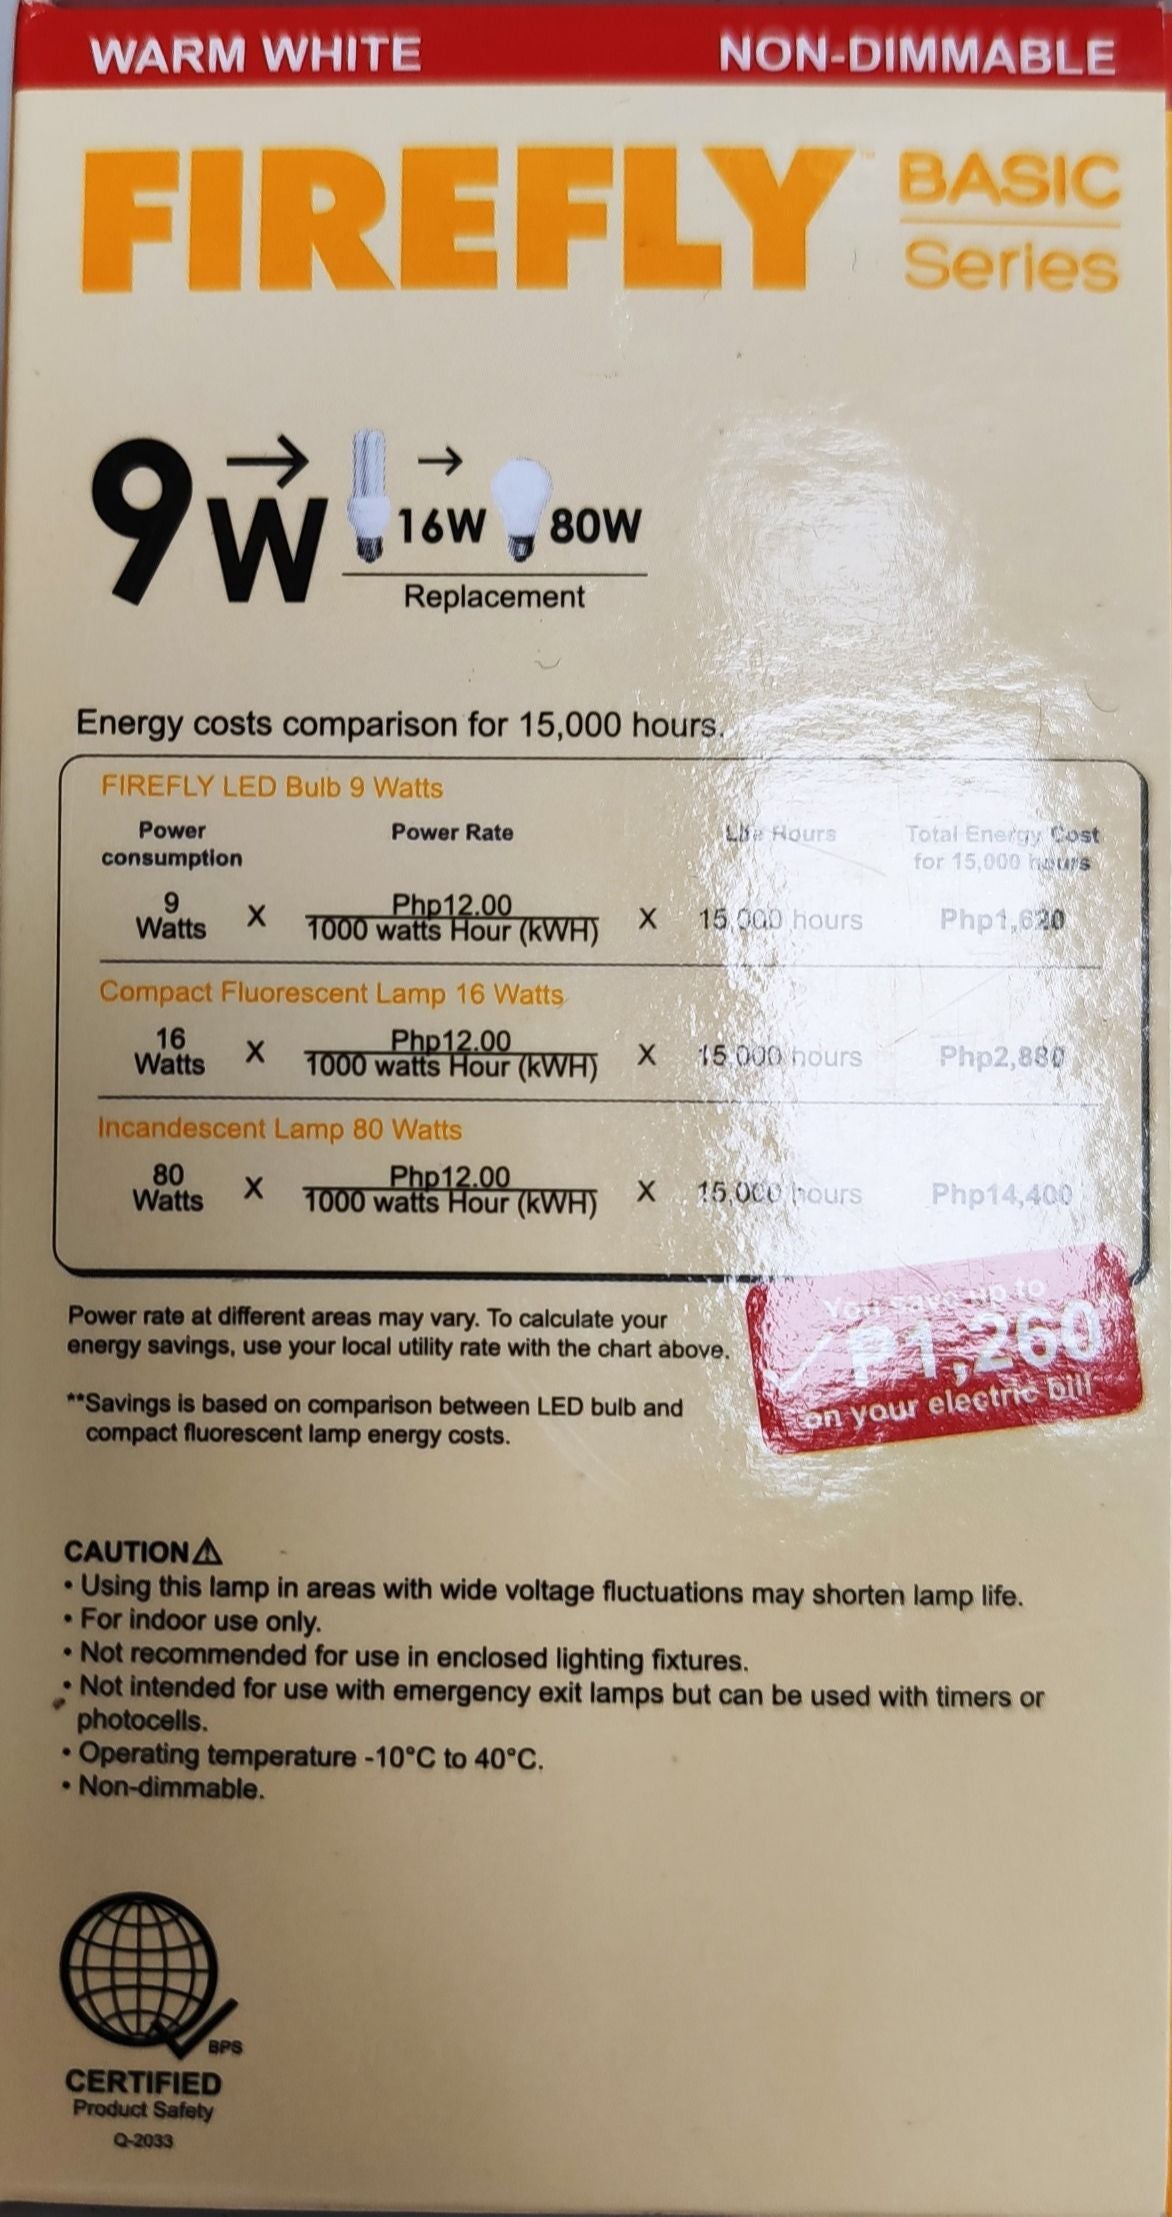 WARM WHITE NON-DIMMABLE
FIREFLY™ BASIC
Series
9W → 16W → 80W
Replacement
Energy costs comparison for 15,000 hours.
FIREFLY LED Bulb 9 Watts
Power consumption Power Rate Life Hours Total Energy Cost for 15,000 hours
9 Watts X Php12.00 / 1000 watts Hour (kWH) X 15,000 hours Php1,620
Compact Fluorescent Lamp 16 Watts
16 Watts X Php12.00 / 1000 watts Hour (kWH) X 15,000 hours Php2,880
Incandescent Lamp 80 Watts
80 Watts X Php12.00 / 1000 watts Hour (kWH) X 15,000 hours Php14,400
You save up to
₱1,260
on your electric bill
Power rate at different areas may vary. To calculate your
energy savings, use your local utility rate with the chart above.
**Savings is based on comparison between LED bulb and
compact fluorescent lamp energy costs.
CAUTION⚠
• Using this lamp in areas with wide voltage fluctuations may shorten lamp life.
• For indoor use only.
• Not recommended for use in enclosed lighting fixtures.
• Not intended for use with emergency exit lamps but can be used with timers or
photocells.
• Operating temperature -10°C to 40°C.
• Non-dimmable.
BPS
CERTIFIED
Product Safety
Q-2033